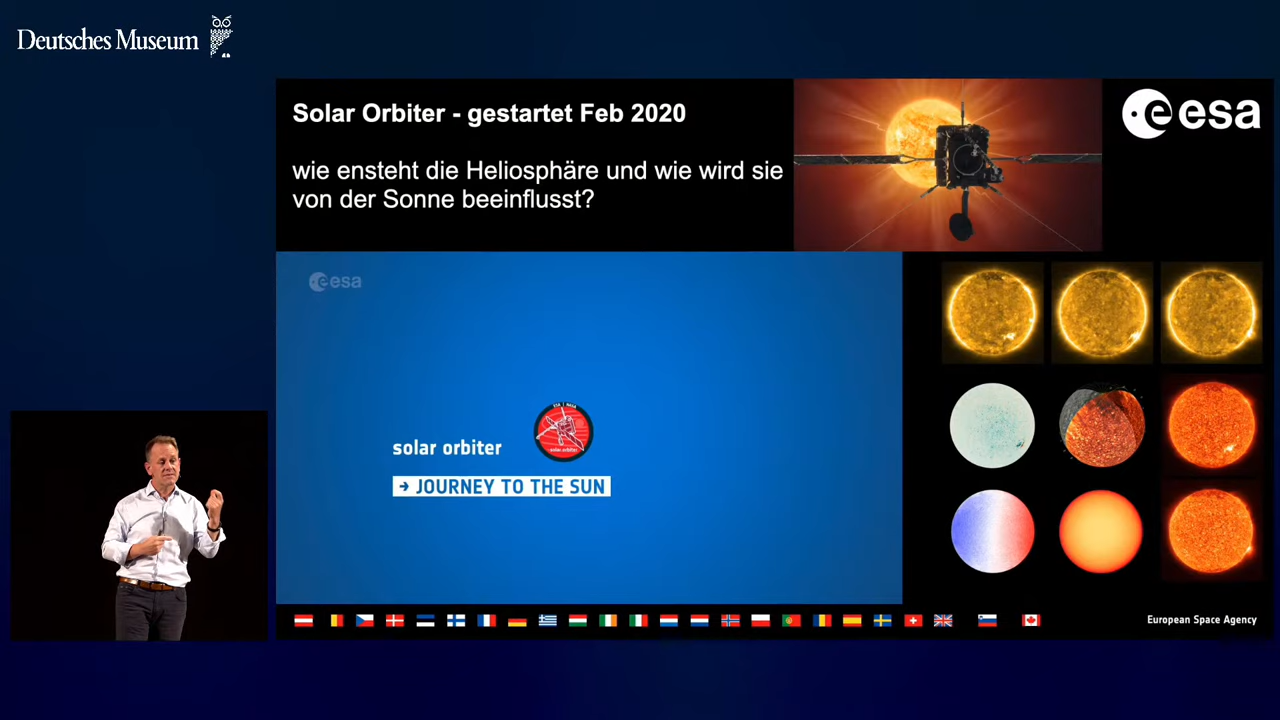 Deutsches Museum
Solar Orbiter - gestartet Feb 2020
esa
wie ensteht die Heliosphäre und wie wird sie
von der Sonne beeinflusst?
esa
solar orbiter
→ JOURNEY TO THE SUN
European Space Agency